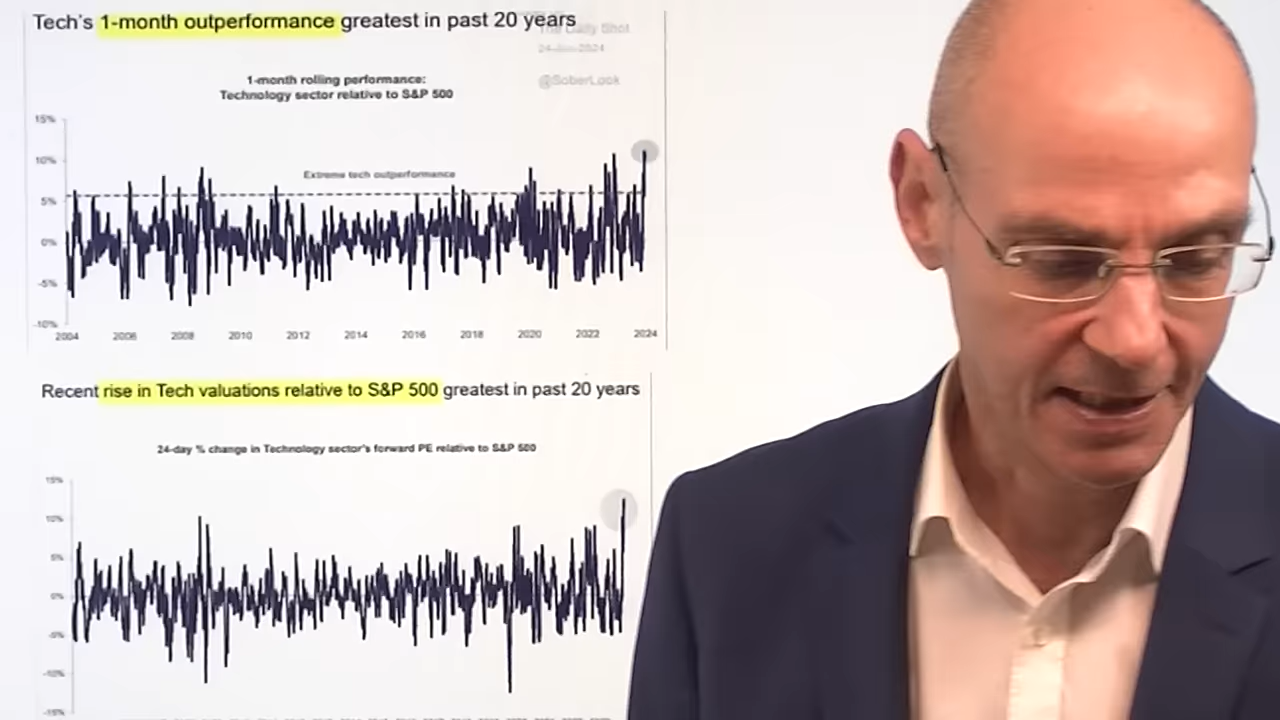 Tech's 1-month outperformance greatest in past 20 years
The Daily Shot
@SoberLook
1-month rolling performance:
Technology sector relative to S&P 500
15%
10%
Extreme tech outperformance
5%
0%
-5%
-10%
2004 2006 2008 2010 2012 2014 2016 2018 2020 2022 2024
Recent rise in Tech valuations relative to S&P 500 greatest in past 20 years
24-day % change in Technology sector's forward PE relative to S&P 500
15%
10%
5%
0%
-5%
-10%
-15%